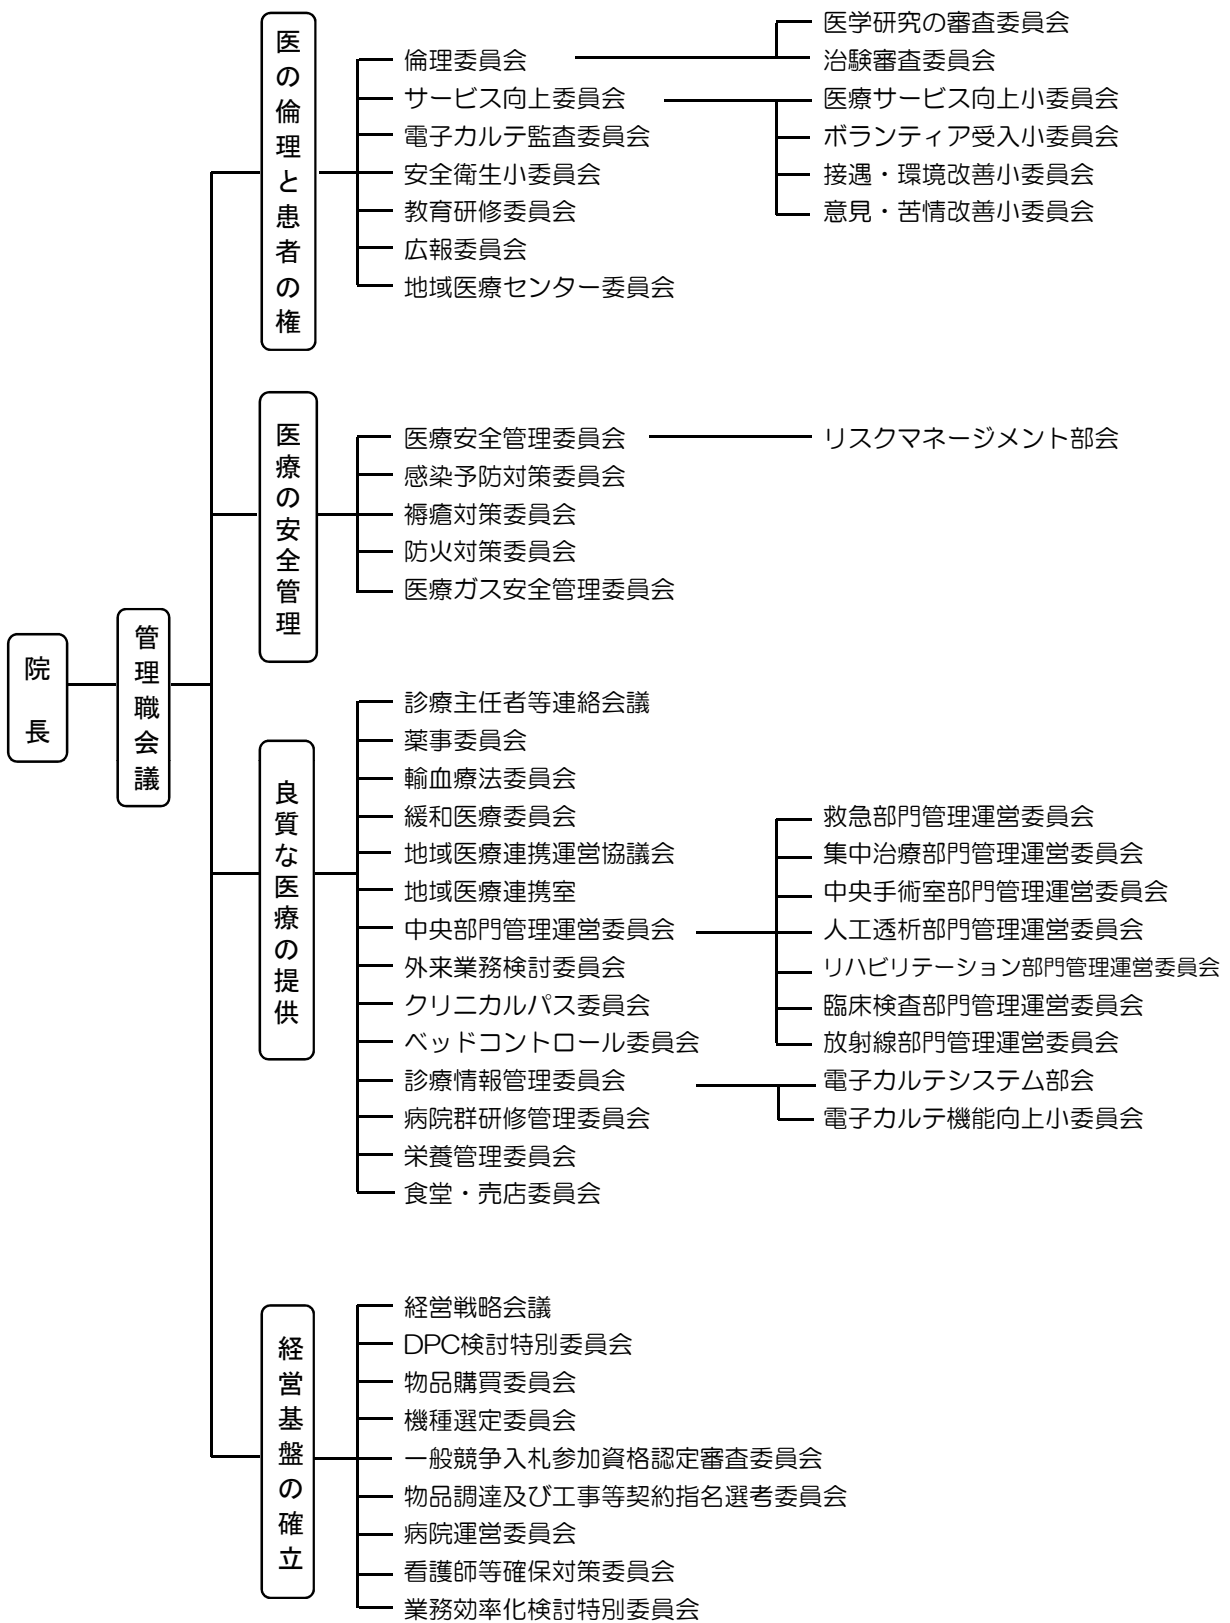 院長
管理職会議
医の倫理と患者の権
倫理委員会
医学研究の審査委員会
治験審査委員会
サービス向上委員会
医療サービス向上小委員会
ボランティア受入小委員会
接遇・環境改善小委員会
意見・苦情改善小委員会
電子カルテ監査委員会
安全衛生小委員会
教育研修委員会
広報委員会
地域医療センター委員会
医療の安全管理
医療安全管理委員会
リスクマネージメント部会
感染予防対策委員会
褥瘡対策委員会
防火対策委員会
医療ガス安全管理委員会
良質な医療の提供
診療主任者等連絡会議
薬事委員会
輸血療法委員会
緩和医療委員会
地域医療連携運営協議会
地域医療連携室
中央部門管理運営委員会
救急部門管理運営委員会
集中治療部門管理運営委員会
中央手術室部門管理運営委員会
人工透析部門管理運営委員会
リハビリテーション部門管理運営委員会
臨床検査部門管理運営委員会
放射線部門管理運営委員会
外来業務検討委員会
クリニカルパス委員会
ベッドコントロール委員会
診療情報管理委員会
電子カルテシステム部会
電子カルテ機能向上小委員会
病院群研修管理委員会
栄養管理委員会
食堂・売店委員会
経営基盤の確立
経営戦略会議
DPC検討特別委員会
物品購買委員会
機種選定委員会
一般競争入札参加資格認定審査委員会
物品調達及び工事等契約指名選考委員会
病院運営委員会
看護師等確保対策委員会
業務効率化検討特別委員会